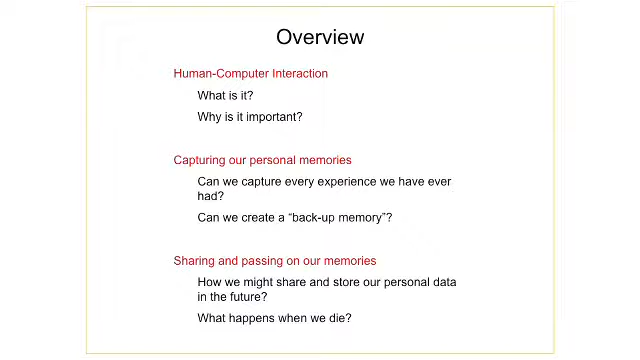 Overview
Human-Computer Interaction
What is it?
Why is it important?
Capturing our personal memories
Can we capture every experience we have ever
had?
Can we create a “back-up memory”?
Sharing and passing on our memories
How we might share and store our personal data
in the future?
What happens when we die?